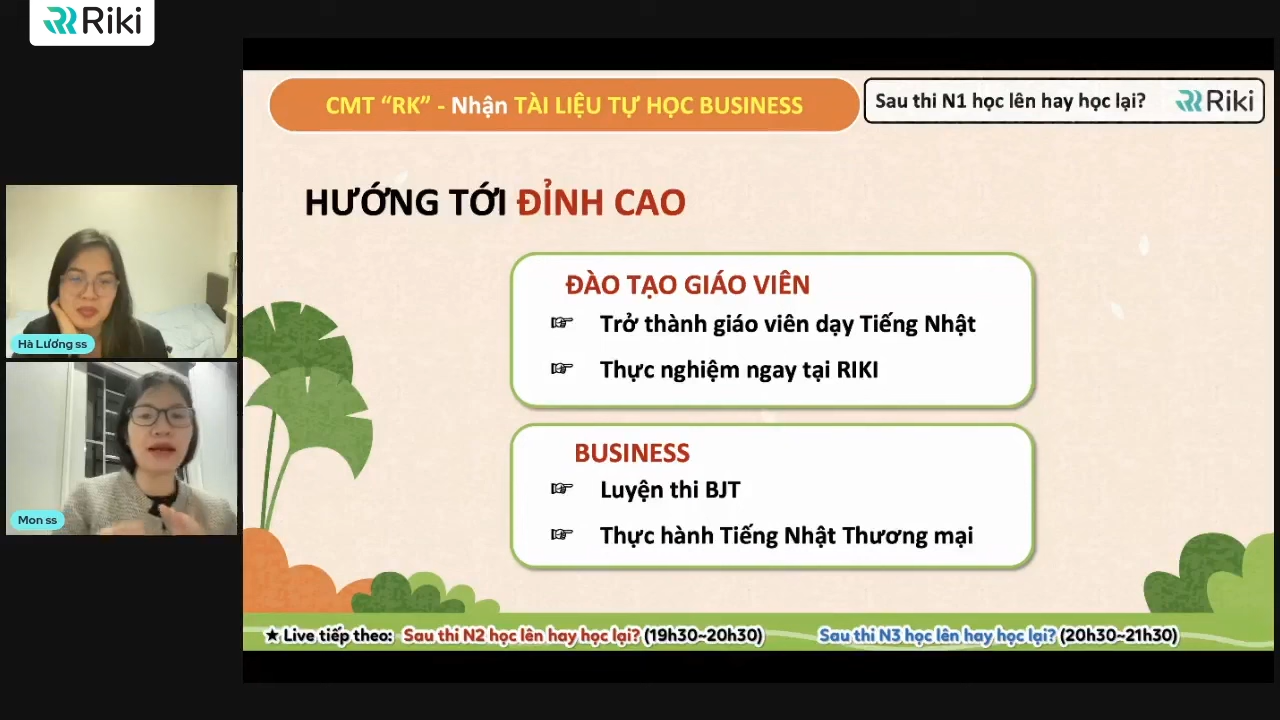 Riki
CMT “RK” - Nhận TÀI LIỆU TỰ HỌC BUSINESS
Sau thi N1 học lên hay học lại?
Riki
HƯỚNG TỚI ĐỈNH CAO
ĐÀO TẠO GIÁO VIÊN
☞ Trở thành giáo viên dạy Tiếng Nhật
☞ Thực nghiệm ngay tại RIKI
Hà Lương ss
BUSINESS
☞ Luyện thi BJT
☞ Thực hành Tiếng Nhật Thương mại
Mon ss
★ Live tiếp theo: Sau thi N2 học lên hay học lại? (19h30~20h30) Sau thi N3 học lên hay học lại? (20h30~21h30)